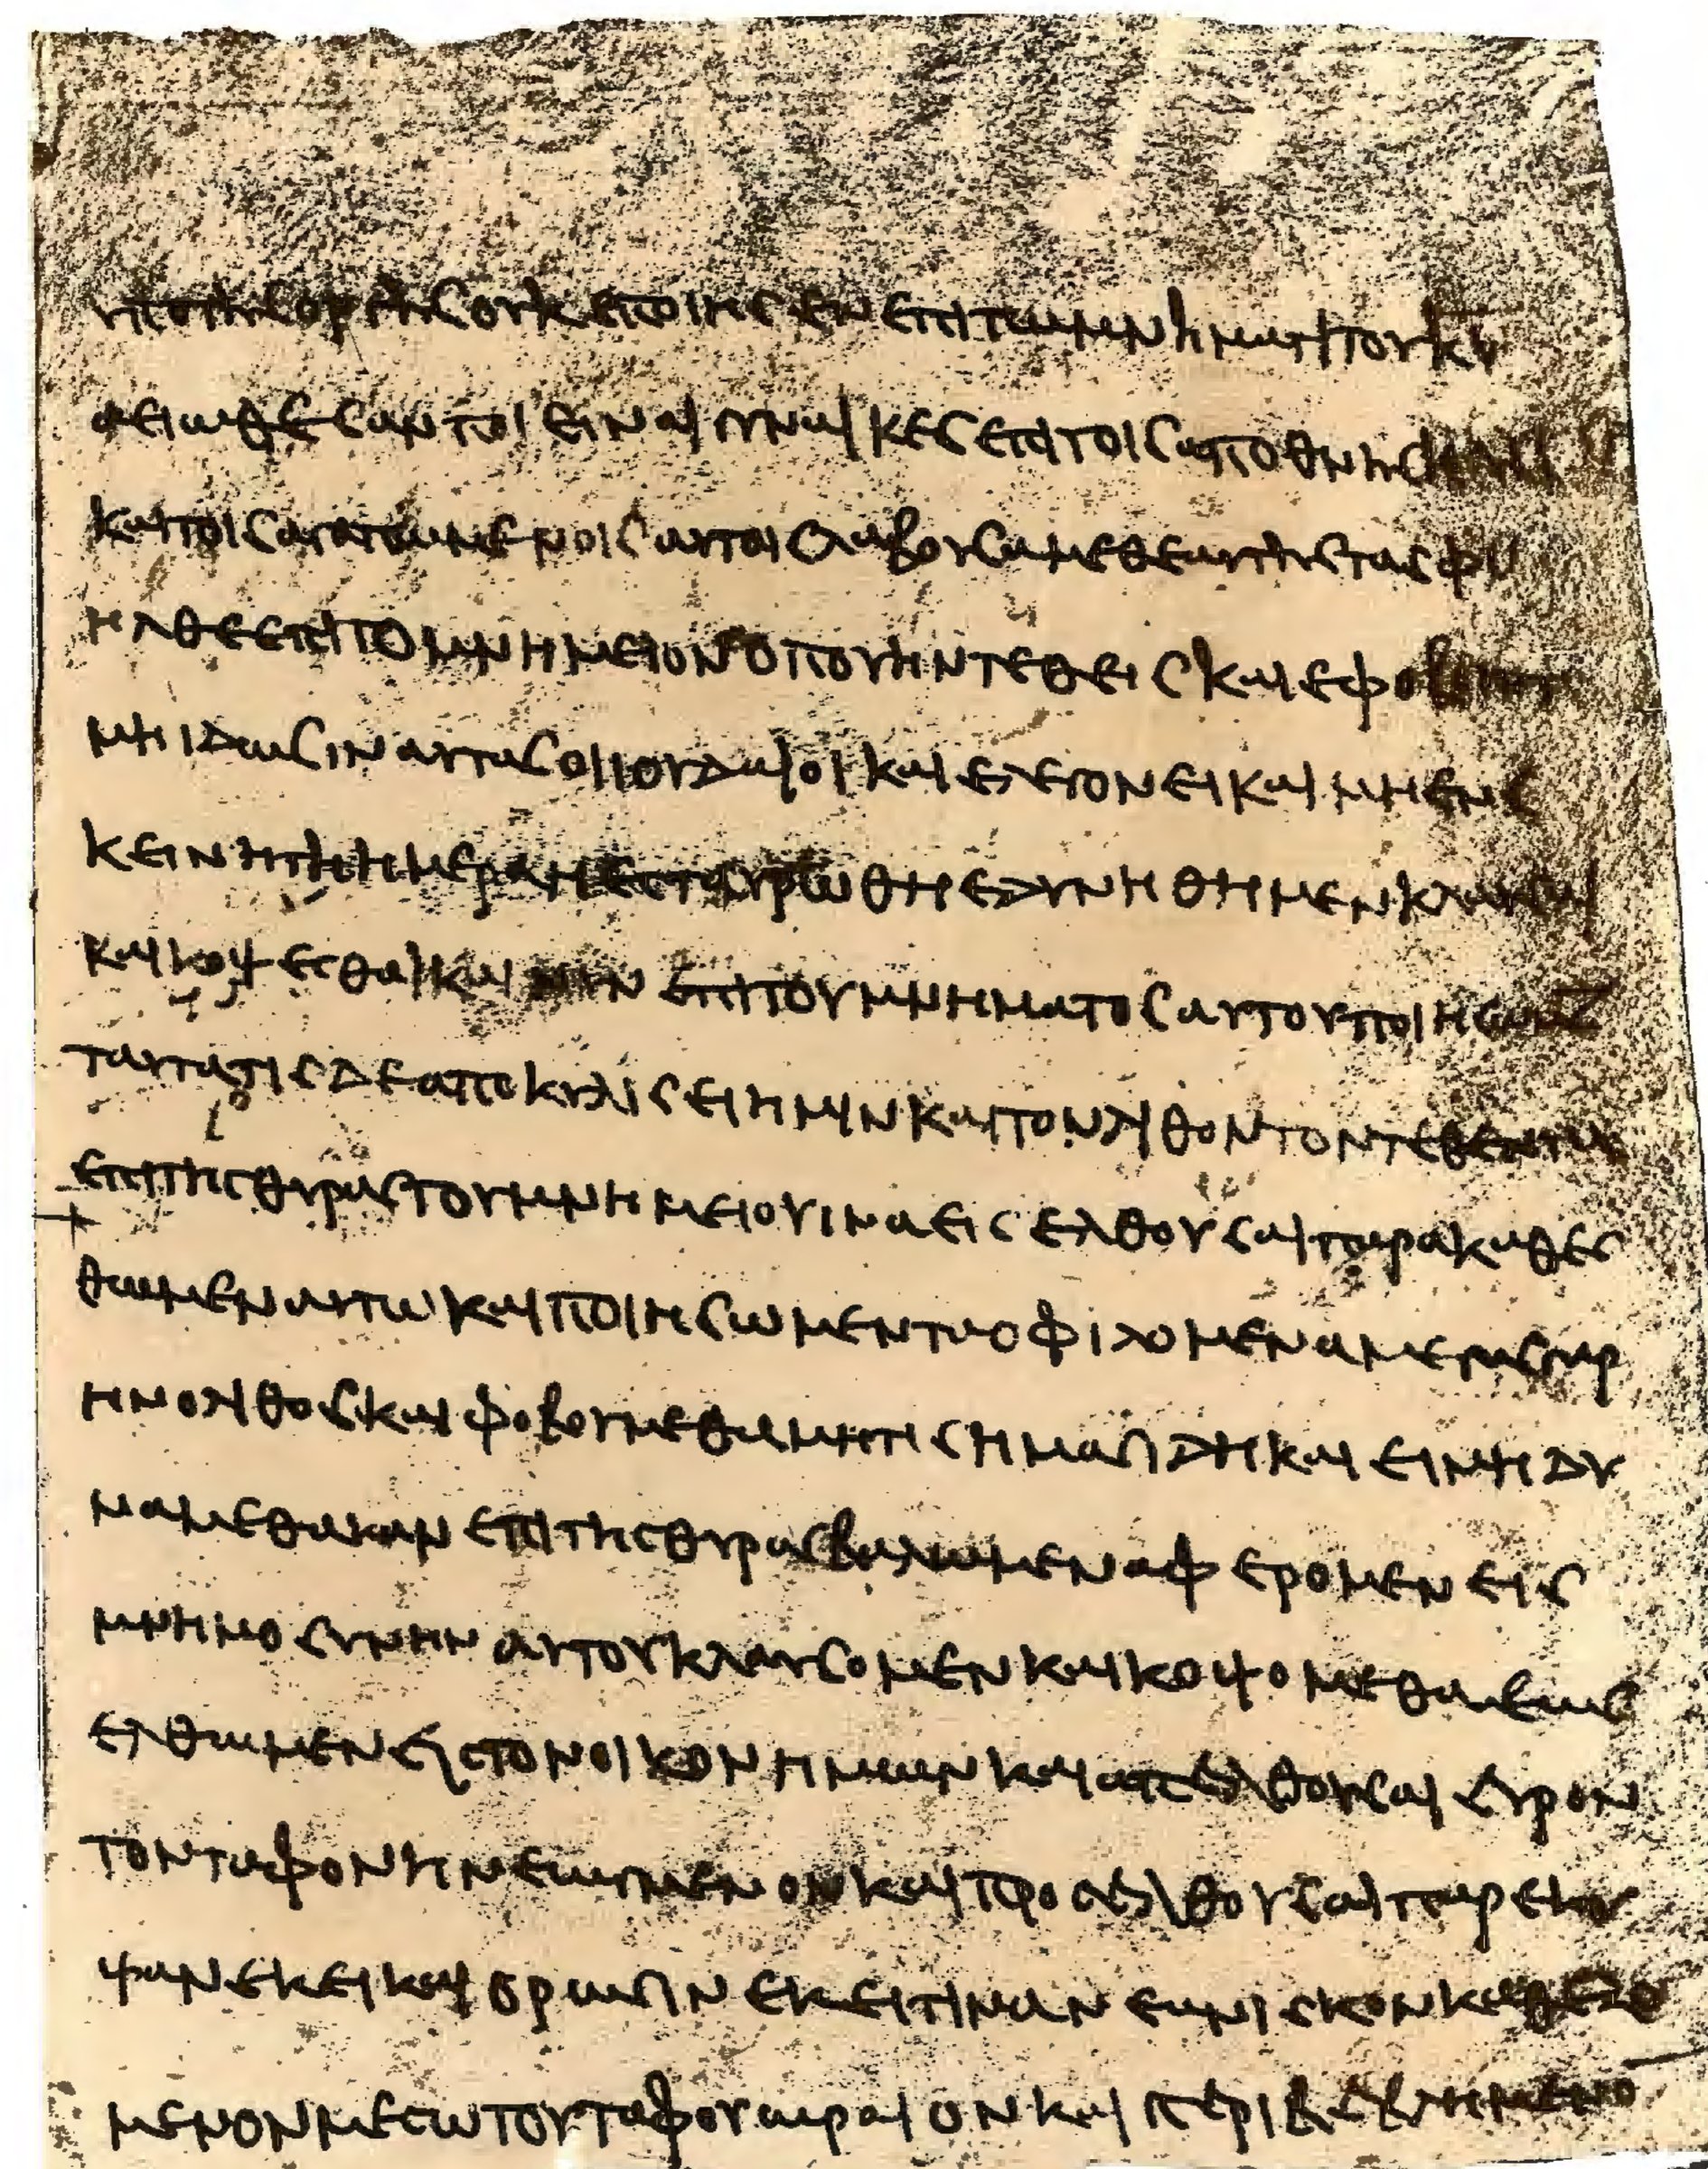 υπο της οργης ουκ εποιησεν επι τω μνηματι του κυ
α ειωθεσαν ποιειν αι γυναικες επι τοις αποθνησκουσι
και τοις αγαπωμενοις αυταις λαβουσα μεθ εαυτης τας φιλας
ηλθε επι το μνημειον οπου ην τεθεις και εφοβουντο
μη ιδωσιν αυτας οι ιουδαιοι και ελεγον ει και μη εν ε
κεινη τη ημερα η εσταυρωθη εδυνηθημεν κλαυσαι
και κοψεσθαι και νυν επι του μνηματος αυτου ποιησωμεν
ταυτα τις δε αποκυλισει ημιν και τον λιθον τον τεθεντα
επι της θυρας του μνημειου ινα εισελθουσαι παρακαθεσ
θωμεν αυτω και ποιησωμεν τα οφιλομενα μεγας γαρ
ην ο λιθος και φοβουμεθα μη τις ημας ιδη και ει μη δυ
ναμεθα καν επι της θυρας βαλωμεν α φερομεν εις
μνημοσυνην αυτου κλαυσομεν και κοψομεθα εως
ελθωμεν εις τον οικον ημων και απελθουσαι ευρον
τον ταφον ηνεωγμενον και προσελθουσαι παρεκυ
ψαν εκει και ορωσιν εκει τινα νεανισκον καθεζο
μενον μεσω του ταφου ωραιον και περιβεβλημενο